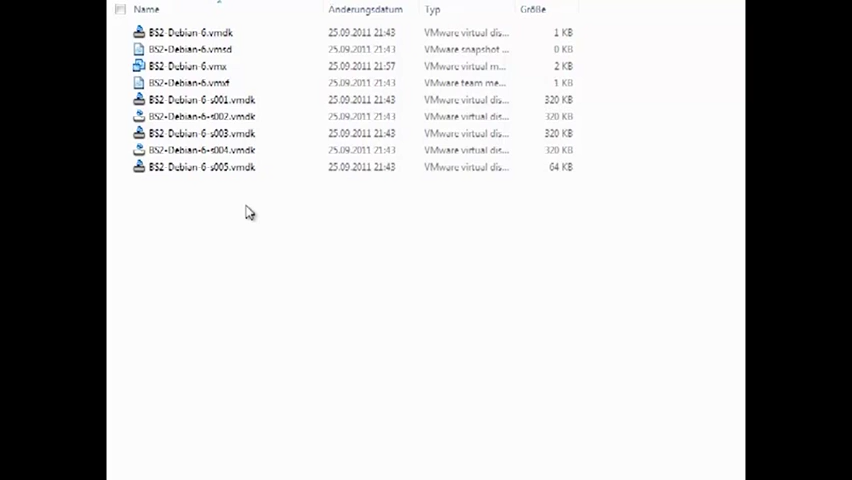 Name Änderungsdatum Typ Größe
BS2-Debian-6.vmdk 25.09.2011 21:43 VMware virtual dis... 1 KB
BS2-Debian-6.vmsd 25.09.2011 21:43 VMware snapshot ... 0 KB
BS2-Debian-6.vmx 25.09.2011 21:57 VMware virtual m... 2 KB
BS2-Debian-6.vmxf 25.09.2011 21:43 VMware team me... 1 KB
BS2-Debian-6-s001.vmdk 25.09.2011 21:43 VMware virtual dis... 320 KB
BS2-Debian-6-s002.vmdk 25.09.2011 21:43 VMware virtual dis... 320 KB
BS2-Debian-6-s003.vmdk 25.09.2011 21:43 VMware virtual dis... 320 KB
BS2-Debian-6-s004.vmdk 25.09.2011 21:43 VMware virtual dis... 320 KB
BS2-Debian-6-s005.vmdk 25.09.2011 21:43 VMware virtual dis... 64 KB